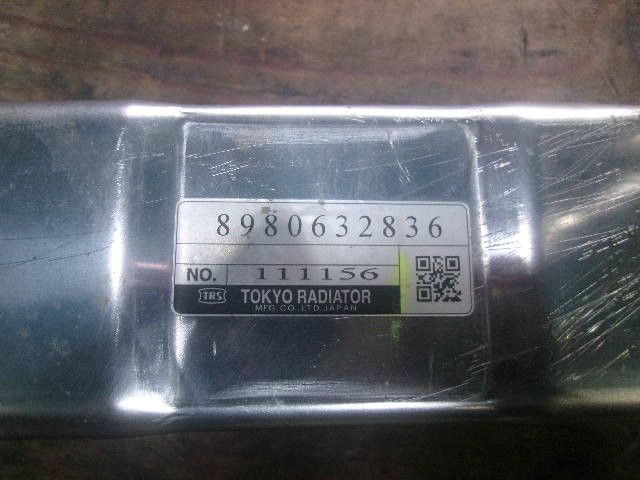 8980632836
NO. 111156
TRS TOKYO RADIATOR
MFG.CO.,LTD.JAPAN